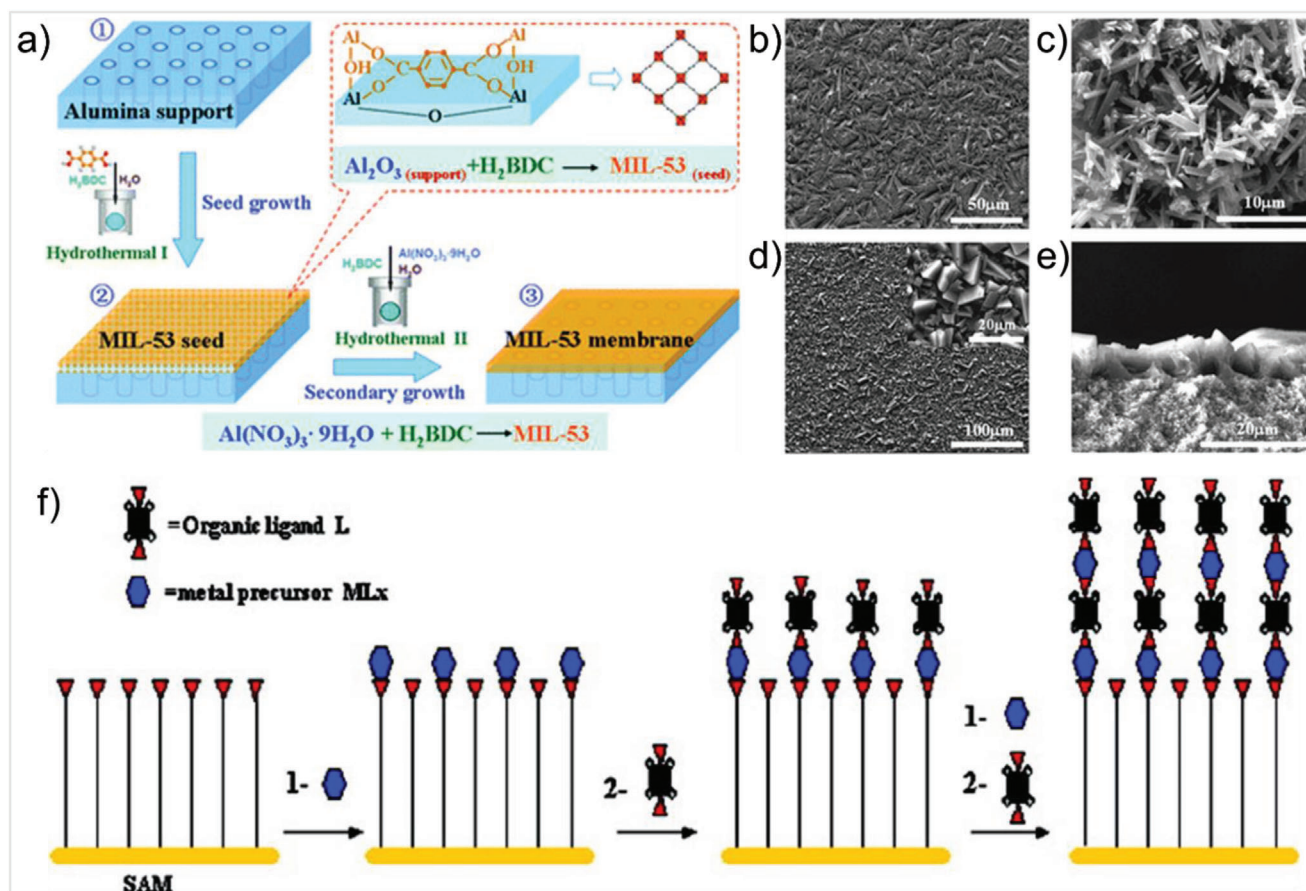 a)
①
Alumina support
H₂BDC
H₂O
Hydrothermal I
Seed growth
Al
O
O
Al
OH
C
C
OH
O
O
Al
O
Al
Al₂O₃ (support) +H₂BDC → MIL-53 (seed)
②
MIL-53 seed
H₂BDC
Al(NO₃)₃·9H₂O
H₂O
Hydrothermal II
Secondary growth
③
MIL-53 membrane
Al(NO₃)₃· 9H₂O + H₂BDC → MIL-53
b)
50µm
c)
10µm
d)
20µm
100µm
e)
20µm
f)
=Organic ligand L
=metal precursor MLx
1-
2-
1-
2-
SAM